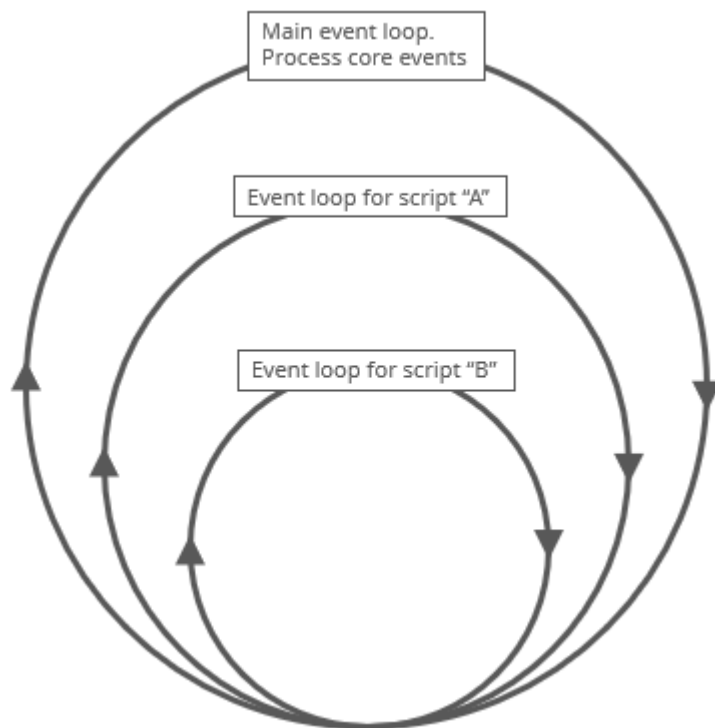 Main event loop.
Process core events
Event loop for script “A”
Event loop for script “B”